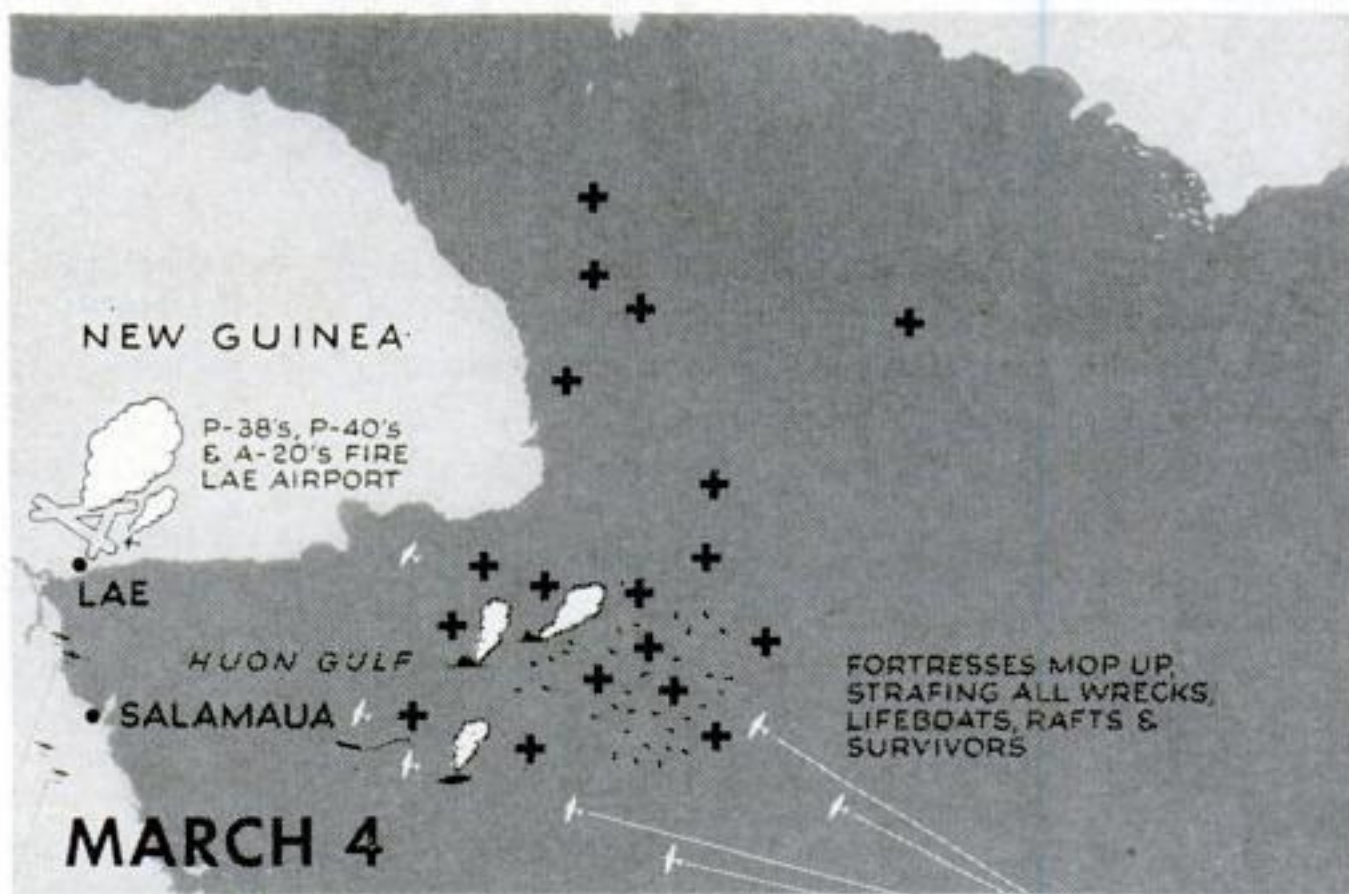 NEW GUINEA
P-38's, P-40's
& A-20's FIRE
LAE AIRPORT
LAE
HUON GULF
SALAMAUA
FORTRESSES MOP UP,
STRAFING ALL WRECKS,
LIFEBOATS, RAFTS &
SURVIVORS
MARCH 4